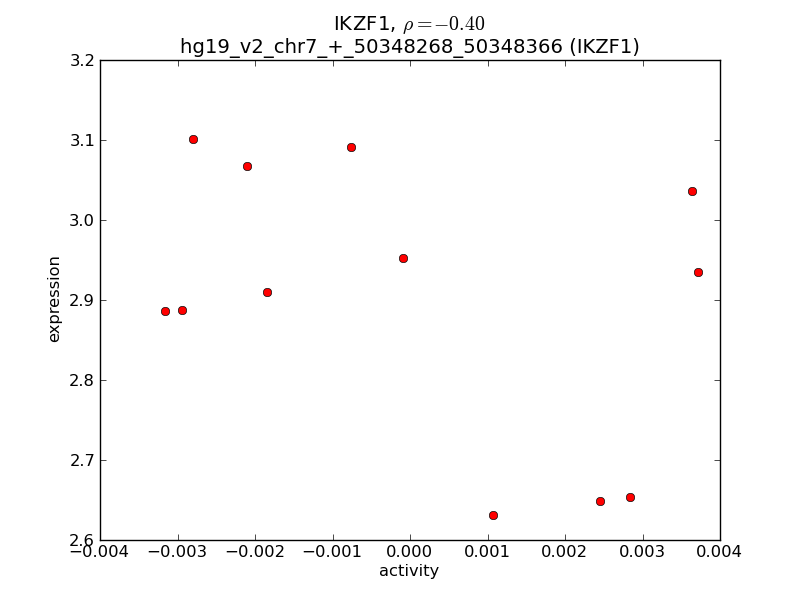 IKZF1, ρ=−0.40
hg19_v2_chr7_+_50348268_50348366 (IKZF1)
3.2
3.1
3.0
2.9
2.8
2.7
2.6
expression
−0.004 −0.003 −0.002 −0.001 0.000 0.001 0.002 0.003 0.004
activity